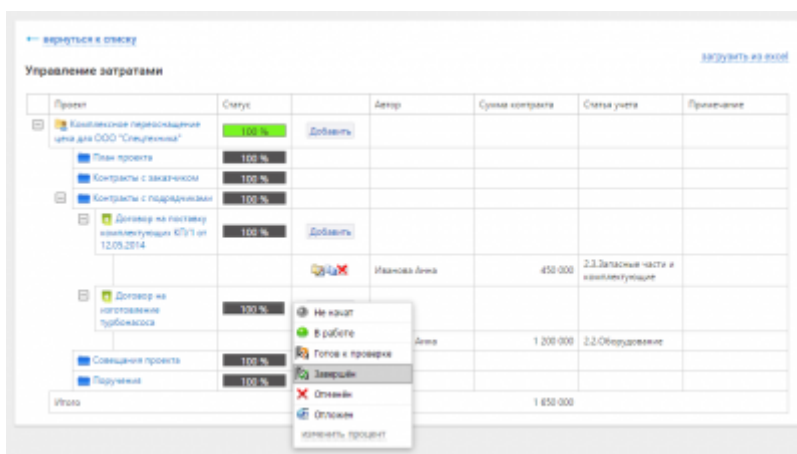 вернуться к списку
загрузить из excel
Управление затратами
Проект Статус Автор Сумма контракта Статья учета Примечание
Комплексное переоснащение
цеха для ООО "Спецтехника"
100 % Добавить
План проекта 100 %
Контракты с заказчиком 100 %
Контракты с подрядчиками 100 %
Договор на поставку
комплектующих КП/1 от
12.05.2014
100 % Добавить
Иванова Анна 450 000 2.3.Запасные части и
комплектующие
Договор на
изготовление
турбонасоса
100 %
Анна 1 200 000 2.2.Оборудование
Совещания проекта 100 %
Поручения 100 %
Итого 1 650 000
Не начат
В работе
Готов к проверке
Завершён
Отменён
Отложен
изменить процент